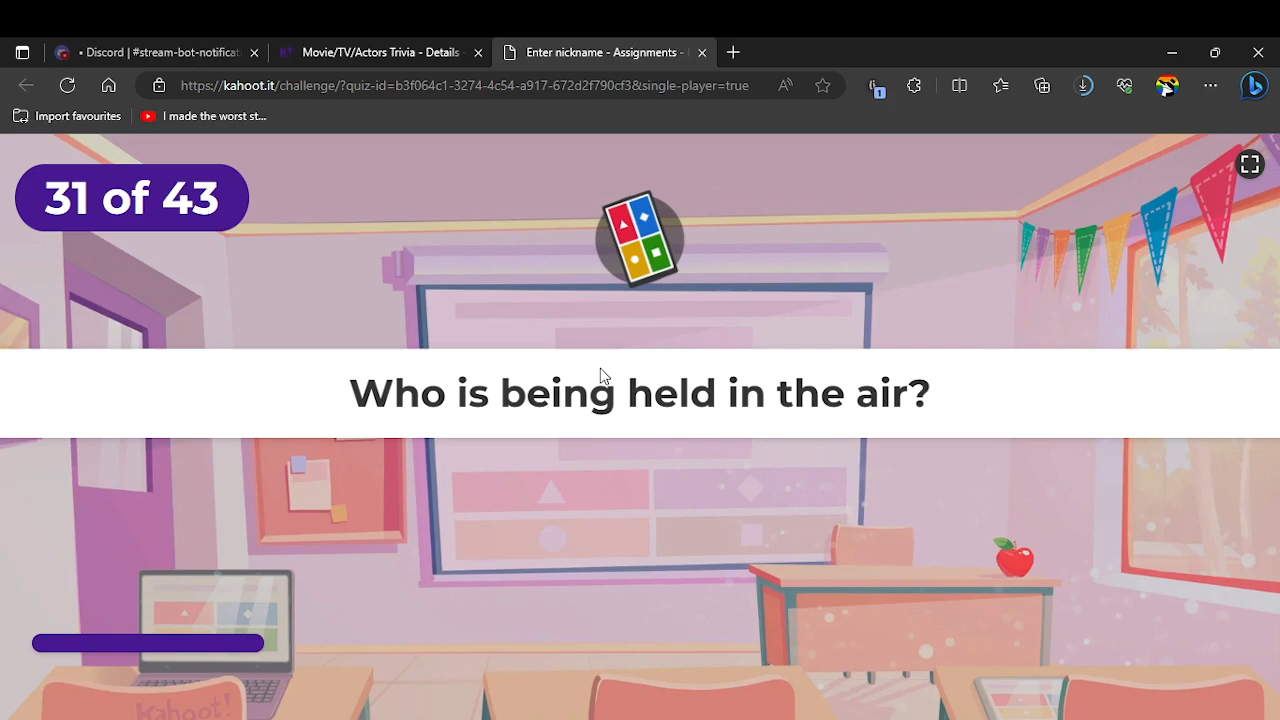 Discord | #stream-bot-notificat
Movie/TV/Actors Trivia - Details -
Enter nickname - Assignments -
https://kahoot.it/challenge/?quiz-id=b3f064c1-3274-4c54-a917-672d2f790cf3&single-player=true
1
Import favourites
I made the worst st...
31 of 43
Who is being held in the air?
Kahoot!